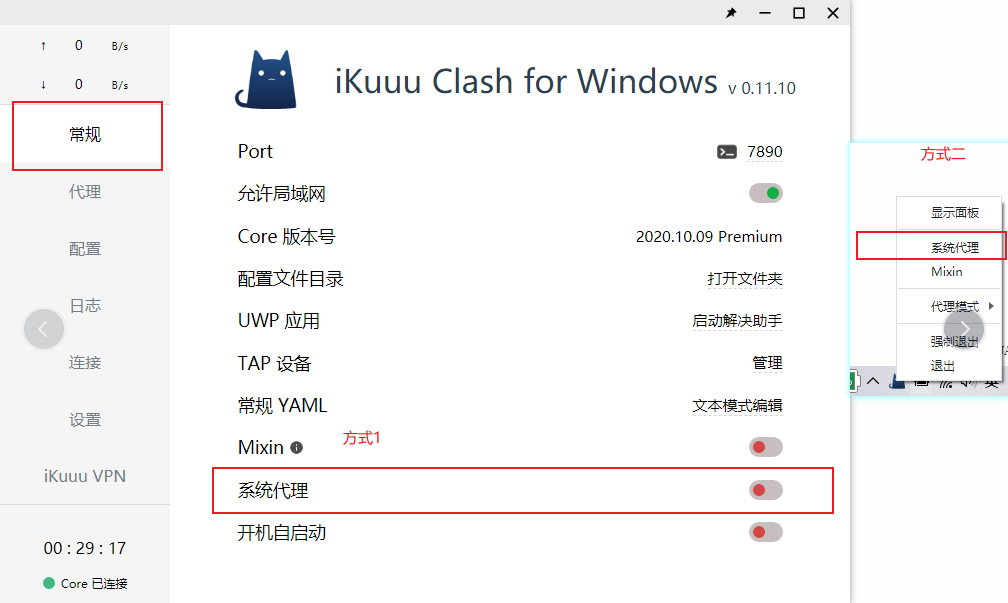 ↑ 0 B/s
↓ 0 B/s
常规
代理
配置
日志
连接
设置
iKuuu VPN
00 : 29 : 17
Core 已连接
iKuuu Clash for Windows v 0.11.10
Port 7890
允许局域网
Core 版本号 2020.10.09 Premium
配置文件目录 打开文件夹
UWP 应用 启动解决助手
TAP 设备 管理
常规 YAML 文本模式编辑
Mixin
方式1
系统代理
开机自启动
方式二
显示面板
系统代理
Mixin
代理模式
强制退出
退出
英